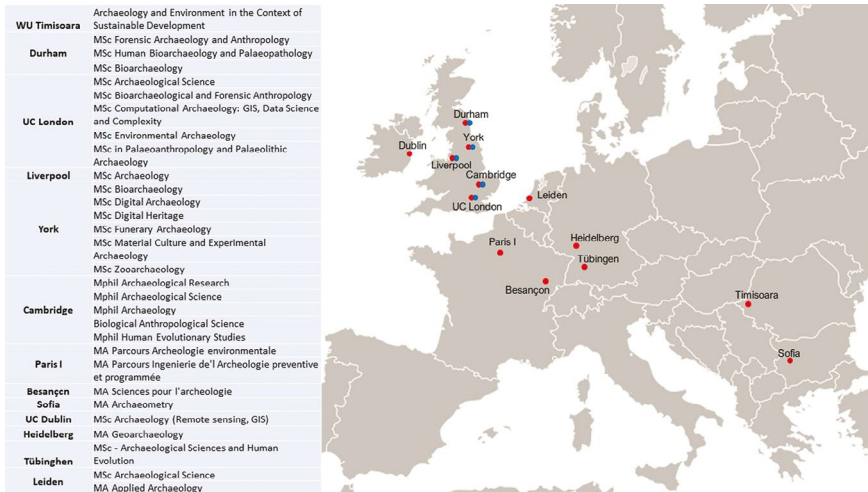 Archaeology and Environment in the Context of
WU Timisoara
Sustainable Development
MSc Forensic Archaeology and Anthropology
Durham
MSc Human Bioarchaeology and Palaeopathology
MSc Bioarchaeology
MSc Archaeological Science
MSc Bioarchaeological and Forensic Anthropology
MSc Computational Archaeology: GIS, Data Science
UC London
and Complexity
MSc Environmental Archaeology
MSc in Palaeoanthropology and Palaeolithic
Archaeology
Liverpool
MSc Archaeology
MSc Bioarchaeology
MSc Digital Archaeology
MSc Digital Heritage
York
MSc Funerary Archaeology
MSc Material Culture and Experimental
Archaeology
MSc Zooarchaeology
Mphil Archaeological Research
Mphil Archaeological Science
Cambridge
Mphil Archaeology
Biological Anthropological Science
Mphil Human Evolutionary Studies
Paris I
MA Parcours Archeologie environementale
MA Parcours Ingenierie de'l Archeologie preventive
et programmée
Besançcn
MA Sciences pour l'archeologie
Sofia
MA Archaeometry
UC Dublin
MSc Archaeology (Remote sensing, GIS)
Heidelberg
MA Geoarchaeology
MSc - Archaeological Sciences and Human
Tübinghen
Evolution
Leiden
MSc Archaeological Science
MA Applied Archaeology
Durham
York
Dublin
Liverpool
Cambridge
Leiden
UC London
Paris I
Heidelberg
Tübingen
Besançon
Timisoara
Sofia